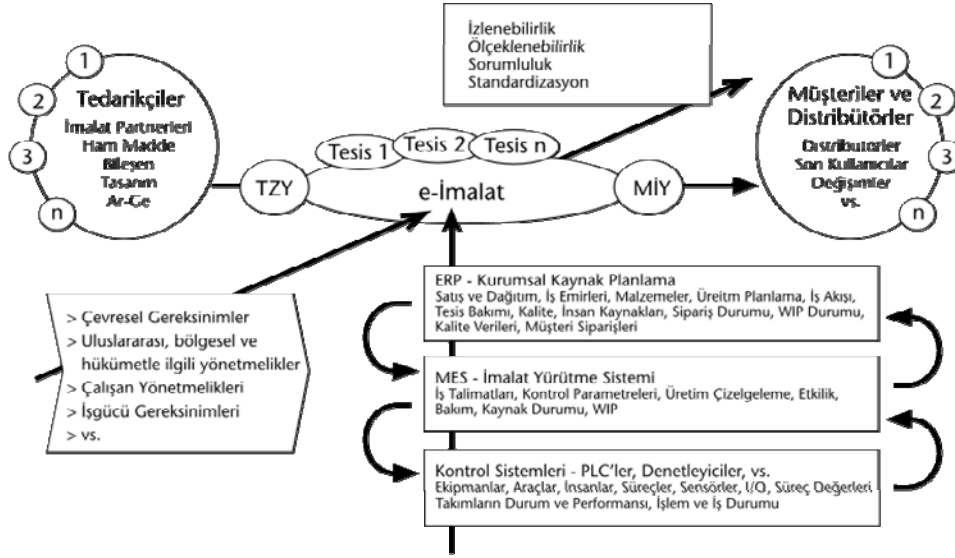 İzlenebilirlik
Ölçeklenebilirlik
Sorumluluk
Standardizasyon
1
2
3
n
Tedarikçiler
İmalat Partnerleri
Ham Madde
Bileşen
Tasarım
Ar-Ge
TZY
Tesis 1
Tesis 2
Tesis n
e-İmalat
MİY
Müşteriler ve
Distribütörler
Distribütörler
Son Kullanıcılar
Değişimler
vs.
1
2
3
n
> Çevresel Gereksinimler
> Uluslararası, bölgesel ve
hükümetle ilgili yönetmelikler
> Çalışan Yönetmelikleri
> İşgücü Gereksinimleri
> vs.
ERP - Kurumsal Kaynak Planlama
Satış ve Dağıtım, İş Emirleri, Malzemeler, Üreitm Planlama, İş Akışı,
Tesis Bakımı, Kalite, İnsan Kaynakları, Sipariş Durumu, WIP Durumu,
Kalite Verileri, Müşteri Siparişleri
MES - İmalat Yürütme Sistemi
İş Talimatları, Kontrol Parametreleri, Üretim Çizelgeleme, Etkilik,
Bakım, Kaynak Durumu, WIP
Kontrol Sistemleri - PLC'ler, Denetleyiciler, vs.
Ekipmanlar, Araçlar, İnsanlar, Süreçler, Sensörler, I/Q, Süreç Değerleri
Takımların Durum ve Performansı, İşlem ve İş Durumu